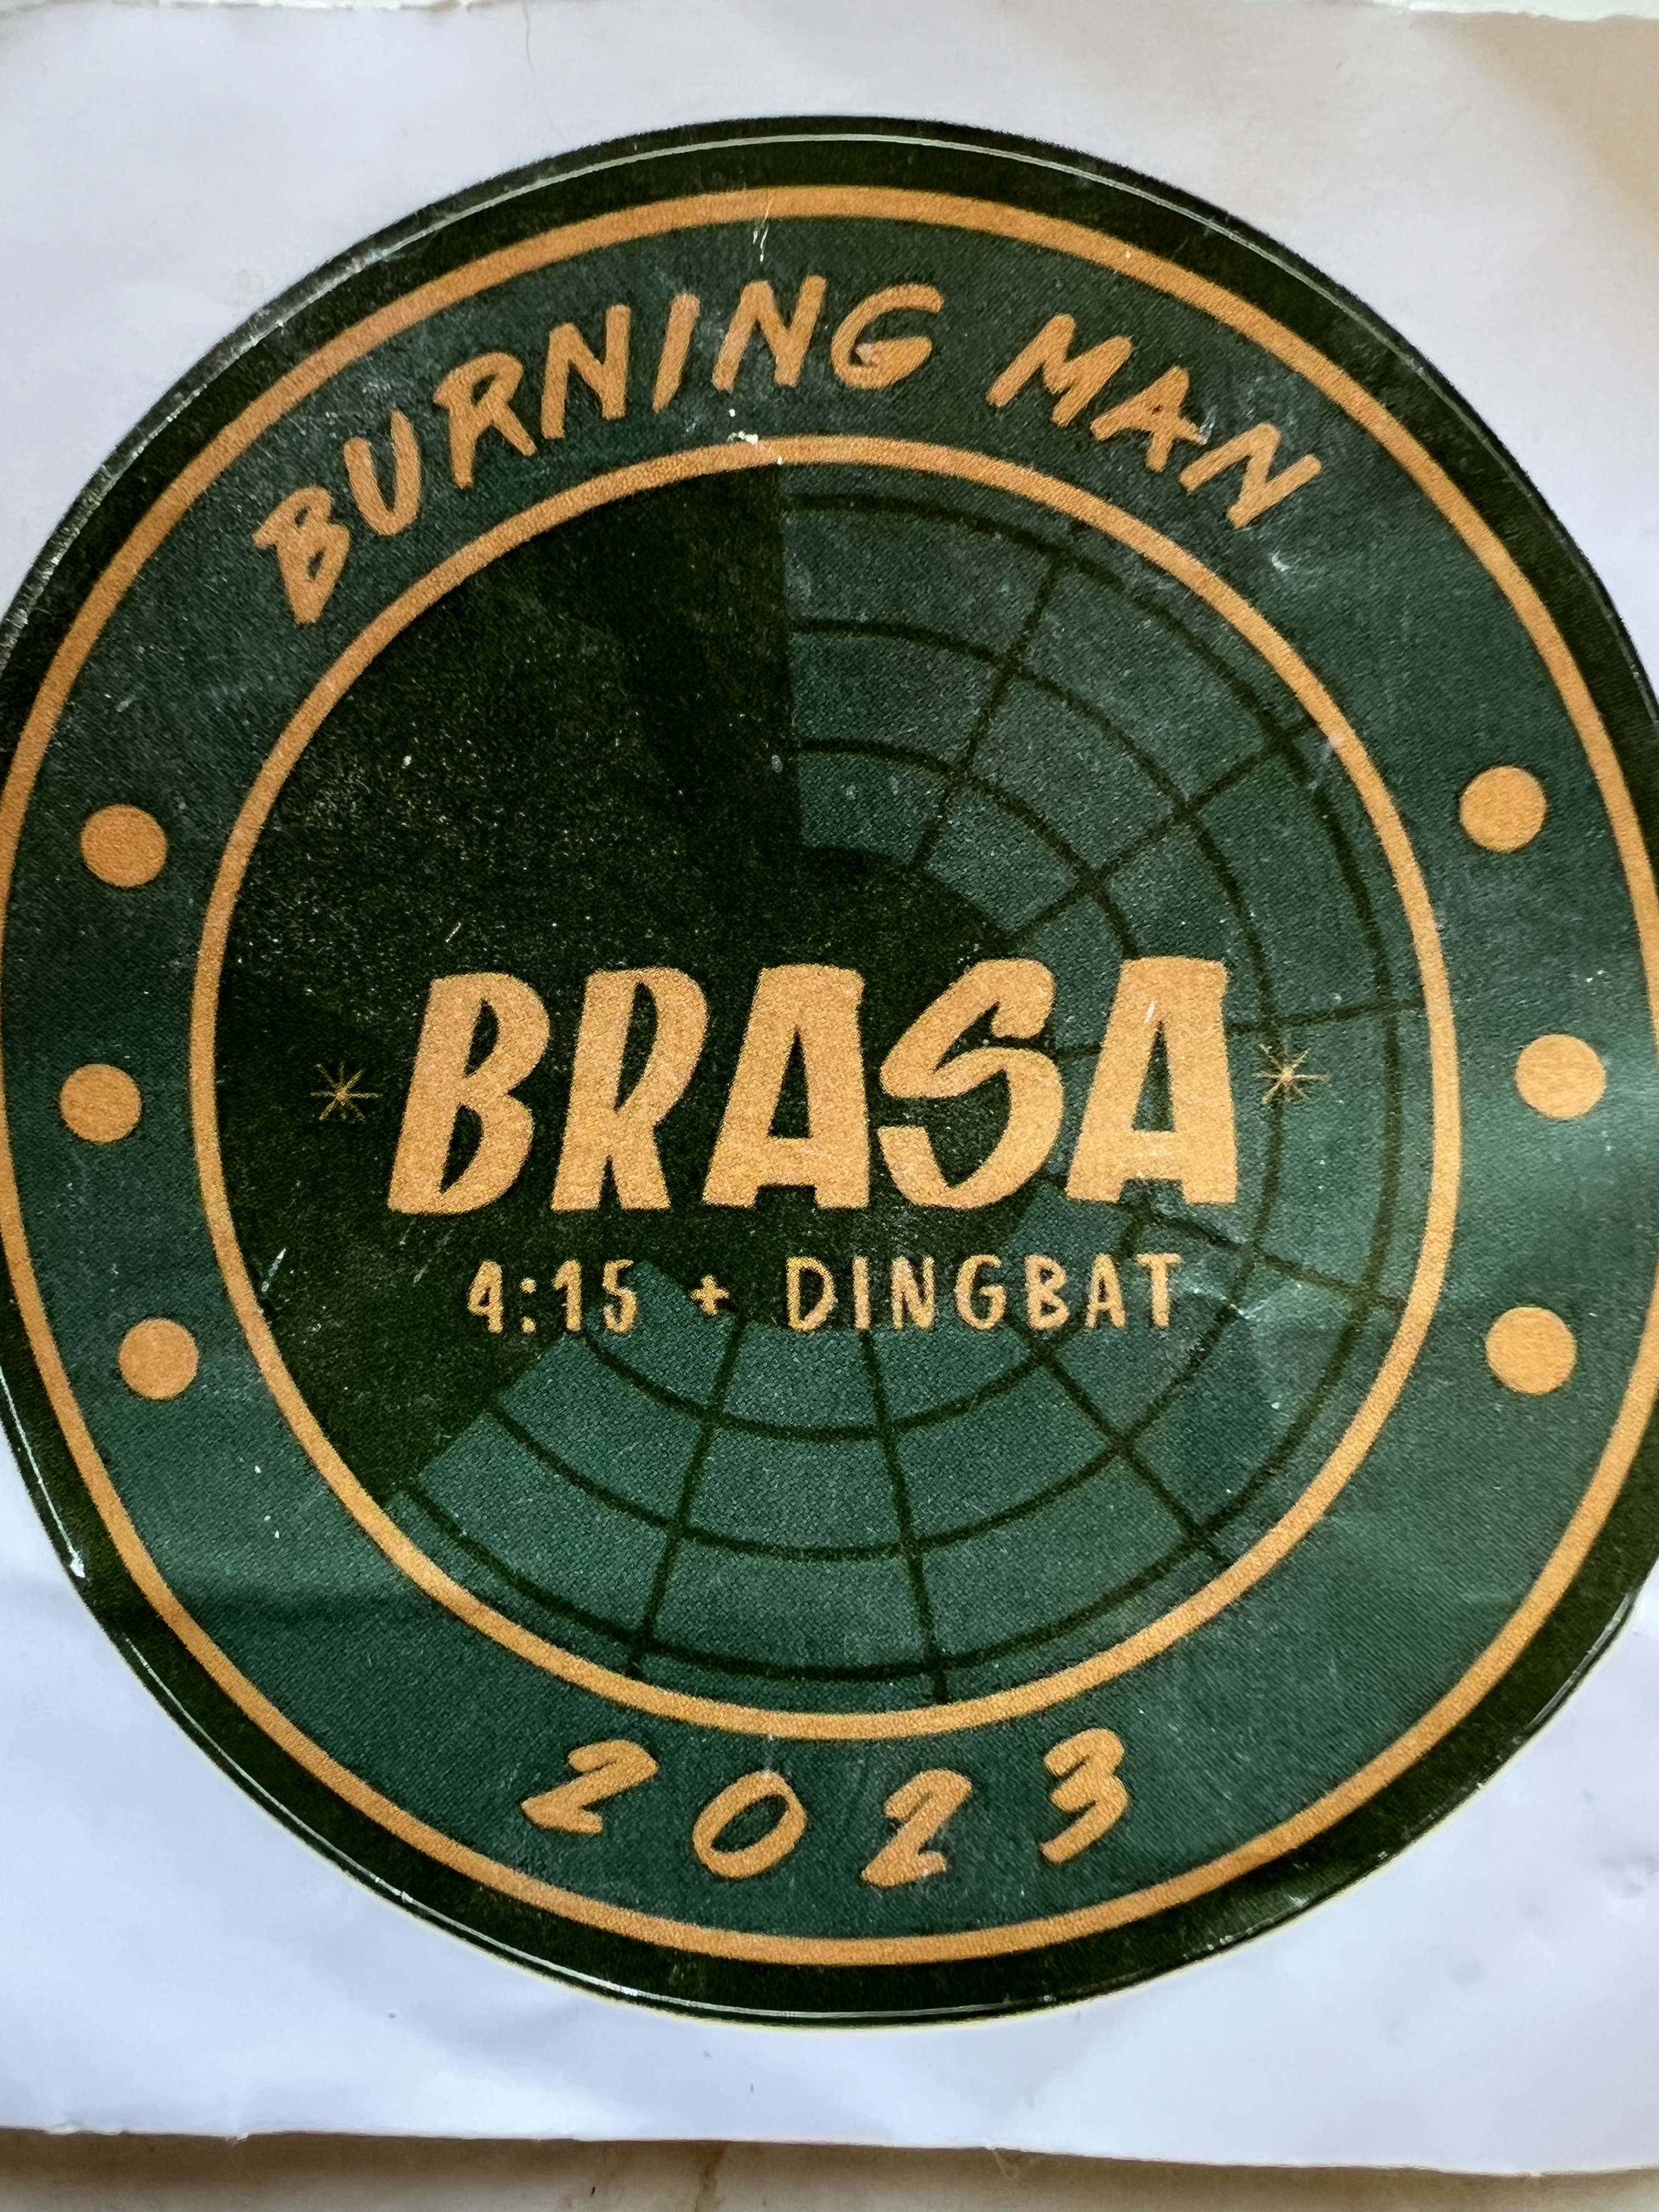 BURNING MAN
BRASA
4:15 + DINGBAT
2023